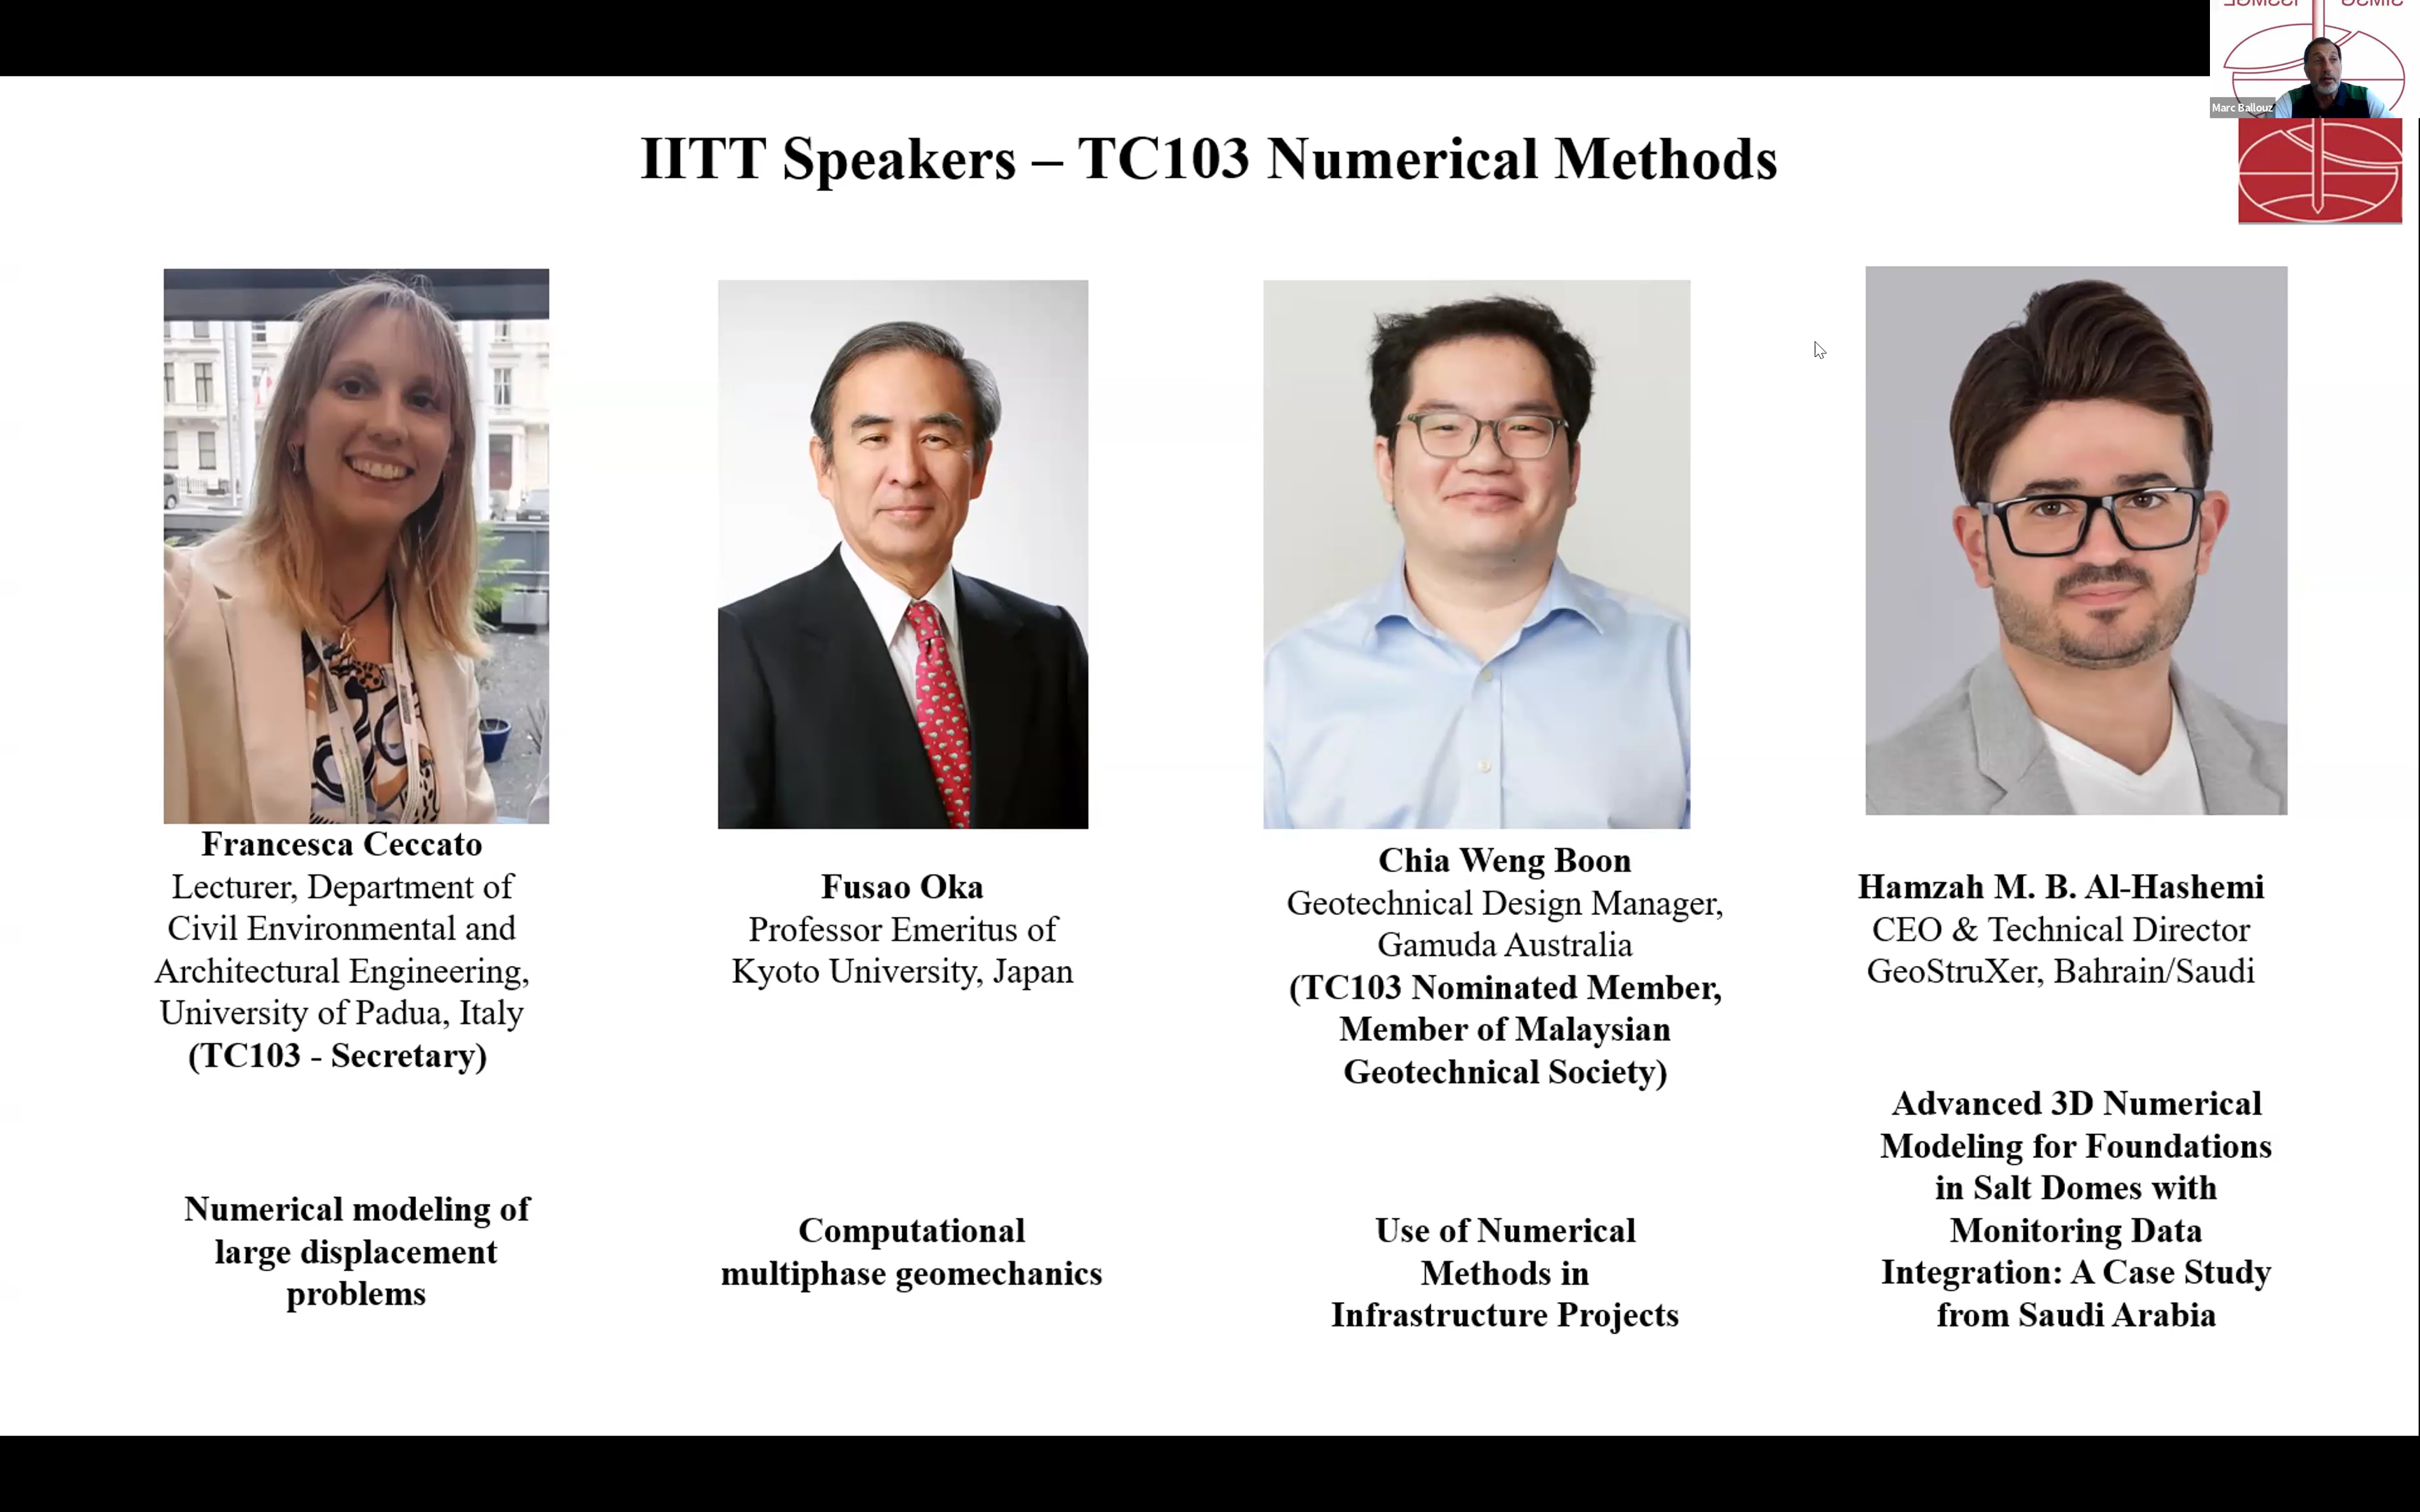 Marc Ballouz
IITT Speakers – TC103 Numerical Methods
Francesca Ceccato
Lecturer, Department of
Civil Environmental and
Architectural Engineering,
University of Padua, Italy
(TC103 - Secretary)
Numerical modeling of
large displacement
problems
Fusao Oka
Professor Emeritus of
Kyoto University, Japan
Computational
multiphase geomechanics
Chia Weng Boon
Geotechnical Design Manager,
Gamuda Australia
(TC103 Nominated Member,
Member of Malaysian
Geotechnical Society)
Use of Numerical
Methods in
Infrastructure Projects
Hamzah M. B. Al-Hashemi
CEO & Technical Director
GeoStruXer, Bahrain/Saudi
Advanced 3D Numerical
Modeling for Foundations
in Salt Domes with
Monitoring Data
Integration: A Case Study
from Saudi Arabia